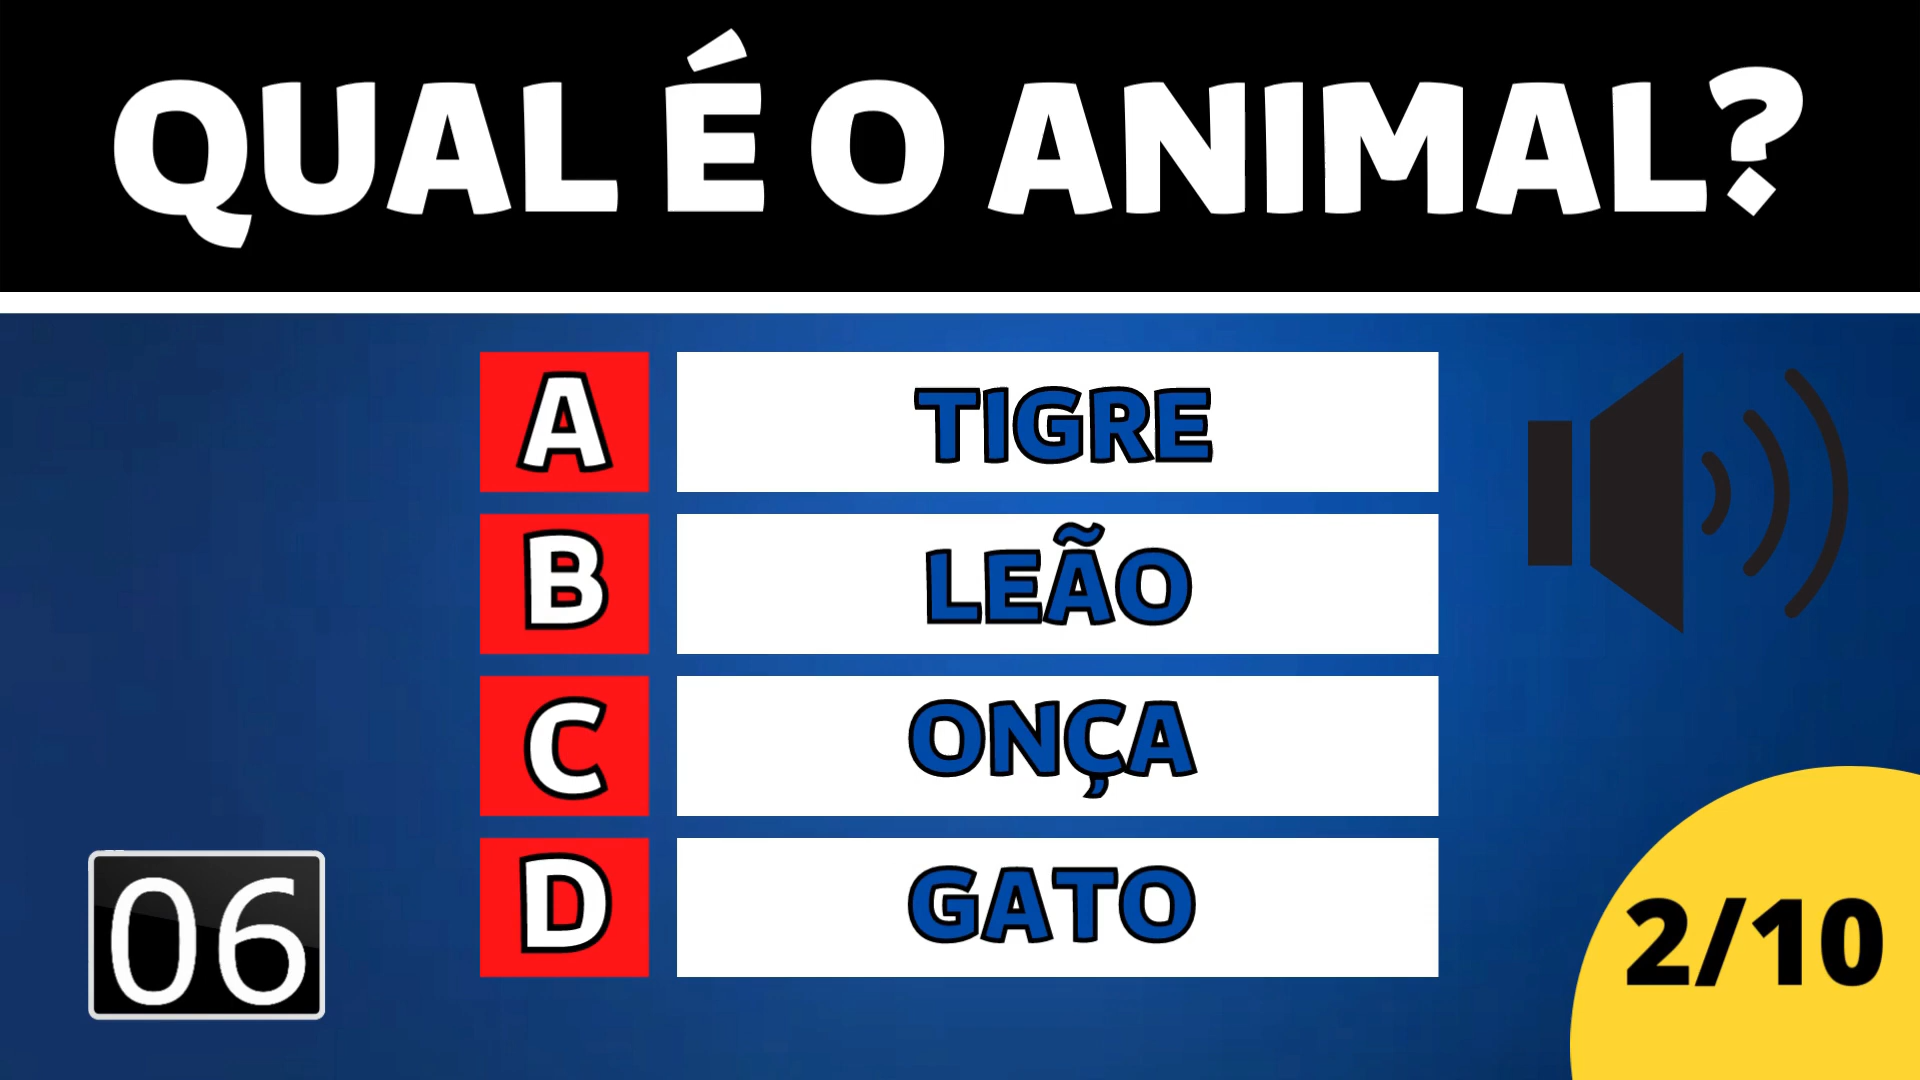 QUAL É O ANIMAL?
A TIGRE
B LEÃO
C ONÇA
D GATO
06
2/10